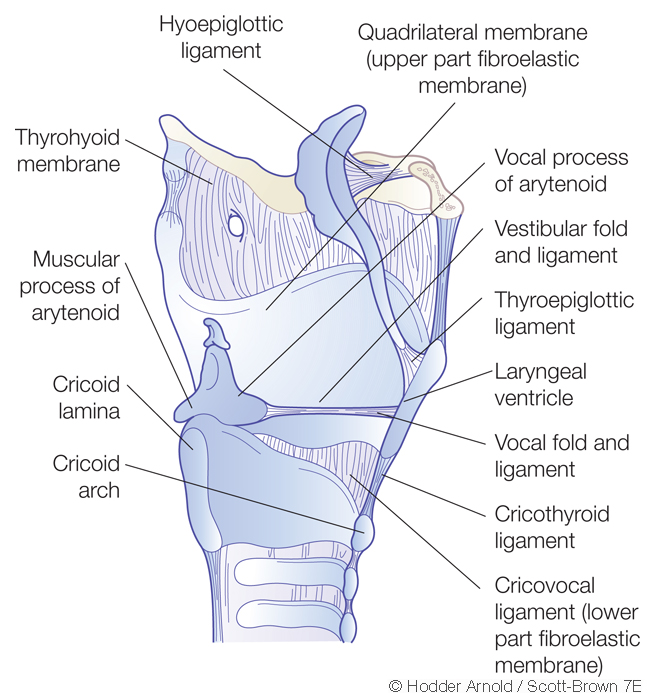 Hyoepiglottic
ligament
Quadrilateral membrane
(upper part fibroelastic
membrane)
Thyrohyoid
membrane
Vocal process
of arytenoid
Vestibular fold
and ligament
Muscular
process of
arytenoid
Thyroepiglottic
ligament
Laryngeal
ventricle
Cricoid
lamina
Vocal fold and
ligament
Cricoid
arch
Cricothyroid
ligament
Cricovocal
ligament (lower
part fibroelastic
membrane)
© Hodder Arnold / Scott-Brown 7E